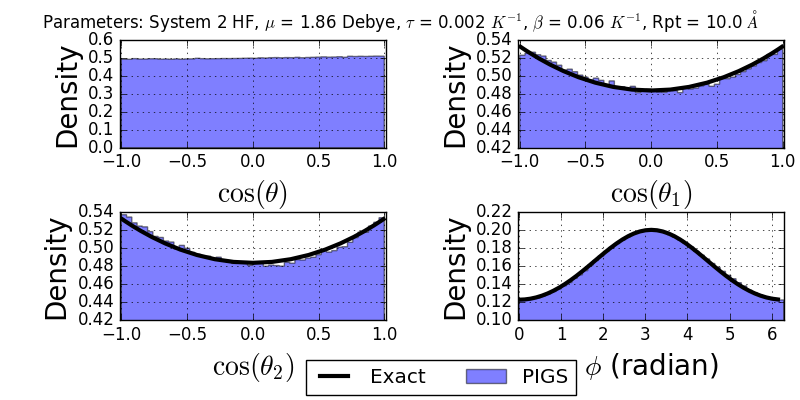 Parameters: System 2 HF, μ = 1.86 Debye, τ = 0.002 K⁻¹, β = 0.06 K⁻¹, Rpt = 10.0 Å
Density
0.6
0.5
0.4
0.3
0.2
0.1
0.0
−1.0 −0.5 0.0 0.5 1.0
cos(θ)
Density
0.54
0.52
0.50
0.48
0.46
0.44
0.42
−1.0 −0.5 0.0 0.5 1.0
cos(θ₁)
Density
0.54
0.52
0.50
0.48
0.46
0.44
0.42
−1.0 −0.5 0.0 0.5 1.0
cos(θ₂)
Density
0.22
0.20
0.18
0.16
0.14
0.12
0.10
0 1 2 3 4 5 6
ϕ (radian)
Exact PIGS